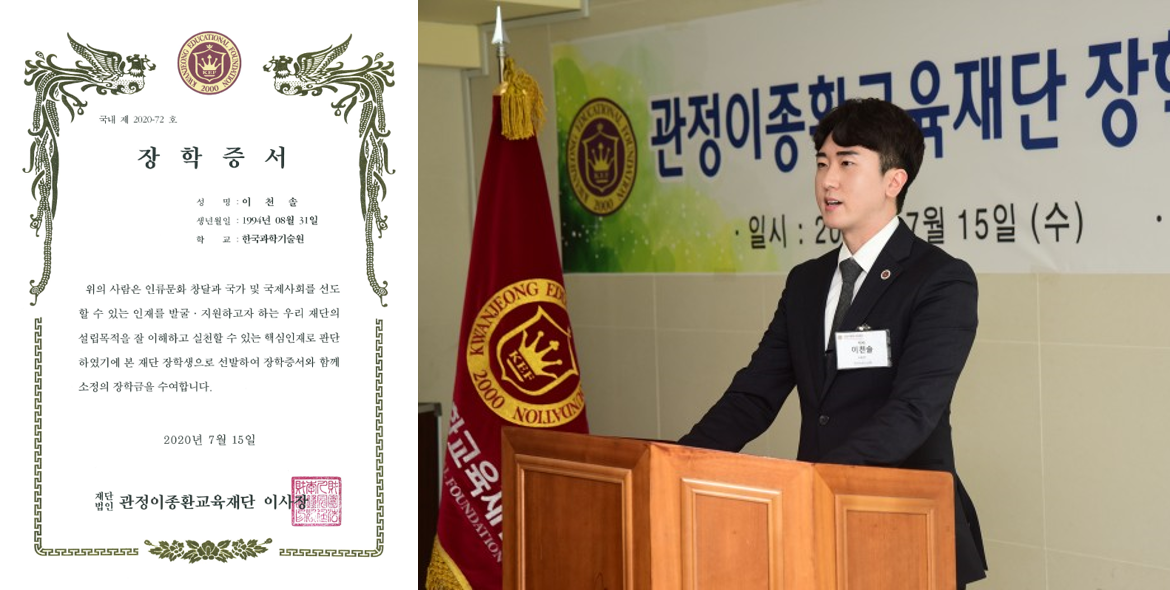 KWANJEONG EDUCATIONAL FOUNDATION
KEF
2000
국내 제 2020-72 호
장 학 증 서
성 명 : 이 천 솔
생년월일 : 1994년 08월 31일
학 교 : 한국과학기술원
위의 사람은 인류문화 창달과 국가 및 국제사회를 선도
할 수 있는 인재를 발굴 · 지원하고자 하는 우리 재단의
설립목적을 잘 이해하고 실천할 수 있는 핵심인재로 판단
하였기에 본 재단 장학생으로 선발하여 장학증서와 함께
소정의 장학금을 수여합니다.
2020년 7월 15일
재단
법인 관정이종환교육재단 이사장
KWANJEONG EDUCATIONAL FOUNDATION
2000
관정이종환교육재단 장학
· 일시 : 20 7월 15일 (수)
이천솔
KWANJEONG EDU
KEF
FOUNDATION
2000
학교육재
FOUNDATION